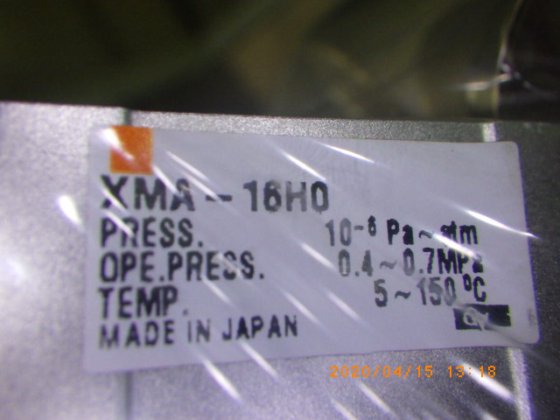 XMA-16H0
PRESS. 10-6 Pa~atm
OPE.PRESS. 0.4~0.7MPa
TEMP. 5~150°C
MADE IN JAPAN
2020/04/15 13:18